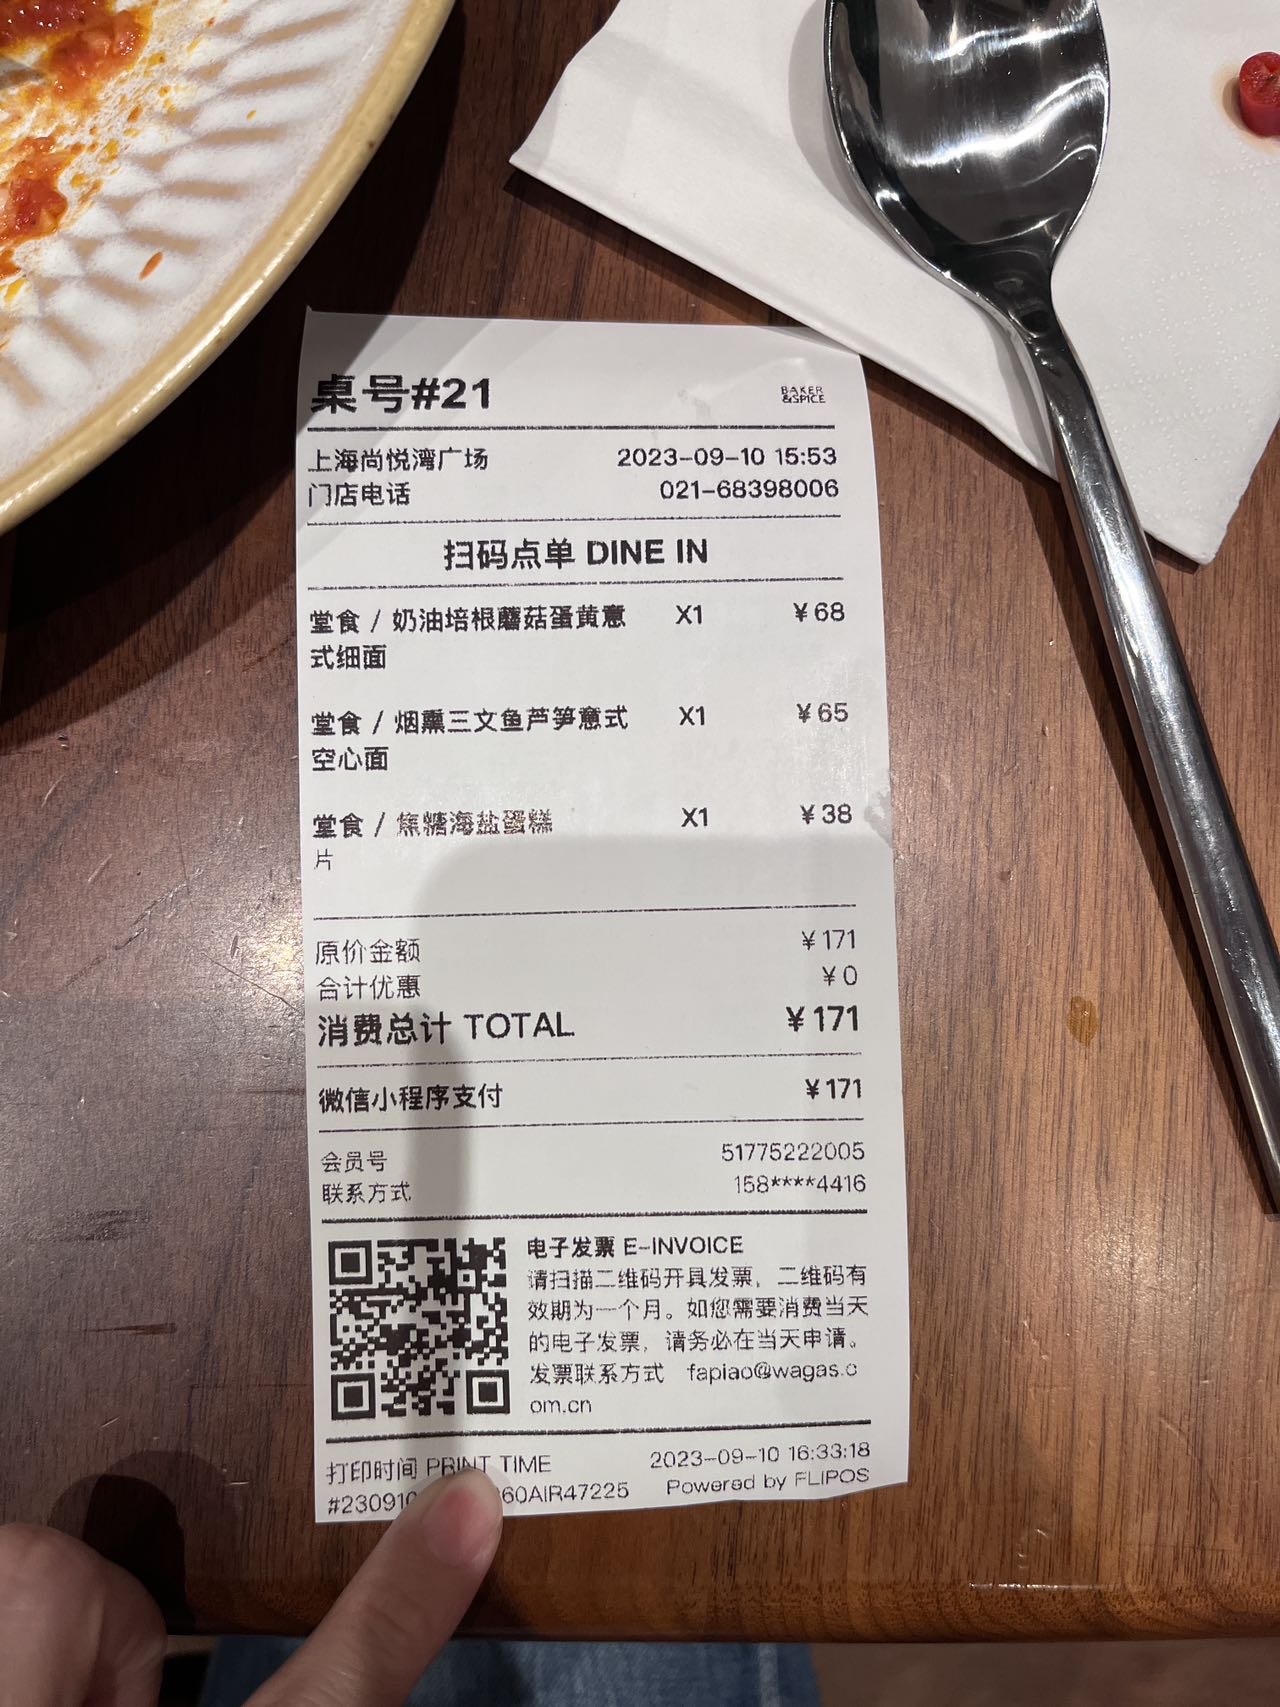 桌号#21
BAKER
&SPICE
上海尚悦湾广场 2023-09-10 15:53
门店电话 021-68398006
扫码点单 DINE IN
堂食 / 奶油培根蘑菇蛋黄意 X1 ¥68
式细面
堂食 / 烟熏三文鱼芦笋意式 X1 ¥65
空心面
堂食 / 焦糖海盐蛋糕 X1 ¥38
片
原价金额 ¥171
合计优惠 ¥0
消费总计 TOTAL ¥171
微信小程序支付 ¥171
会员号 51775222005
联系方式 158****4416
电子发票 E-INVOICE
请扫描二维码开具发票，二维码有
效期为一个月。如您需要消费当天
的电子发票，请务必在当天申请。
发票联系方式 fapiao@wagas.c
om.cn
打印时间 PRINT TIME 2023-09-10 16:33:18
#230910 60AIR47225 Powered by FLIPOS